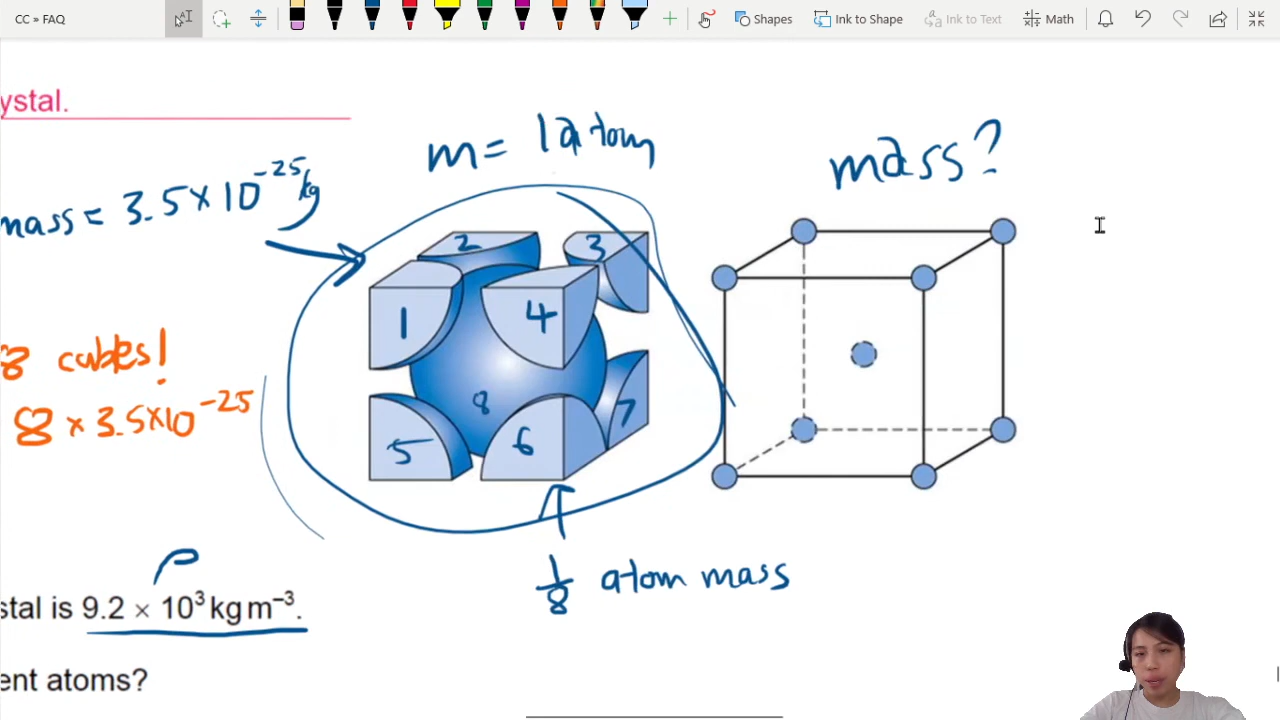 CC » FAQ
Shapes
Ink to Shape
Ink to Text
Math
ystal.
m = 1 atom
mass?
mass = 3.5 × 10⁻²⁵ kg
2
3
1
4
8 cubes!
8 × 3.5 × 10⁻²⁵
8
7
5
6
1/8 atom mass
ρ
stal is 9.2 × 10³ kg m⁻³.
ent atoms?